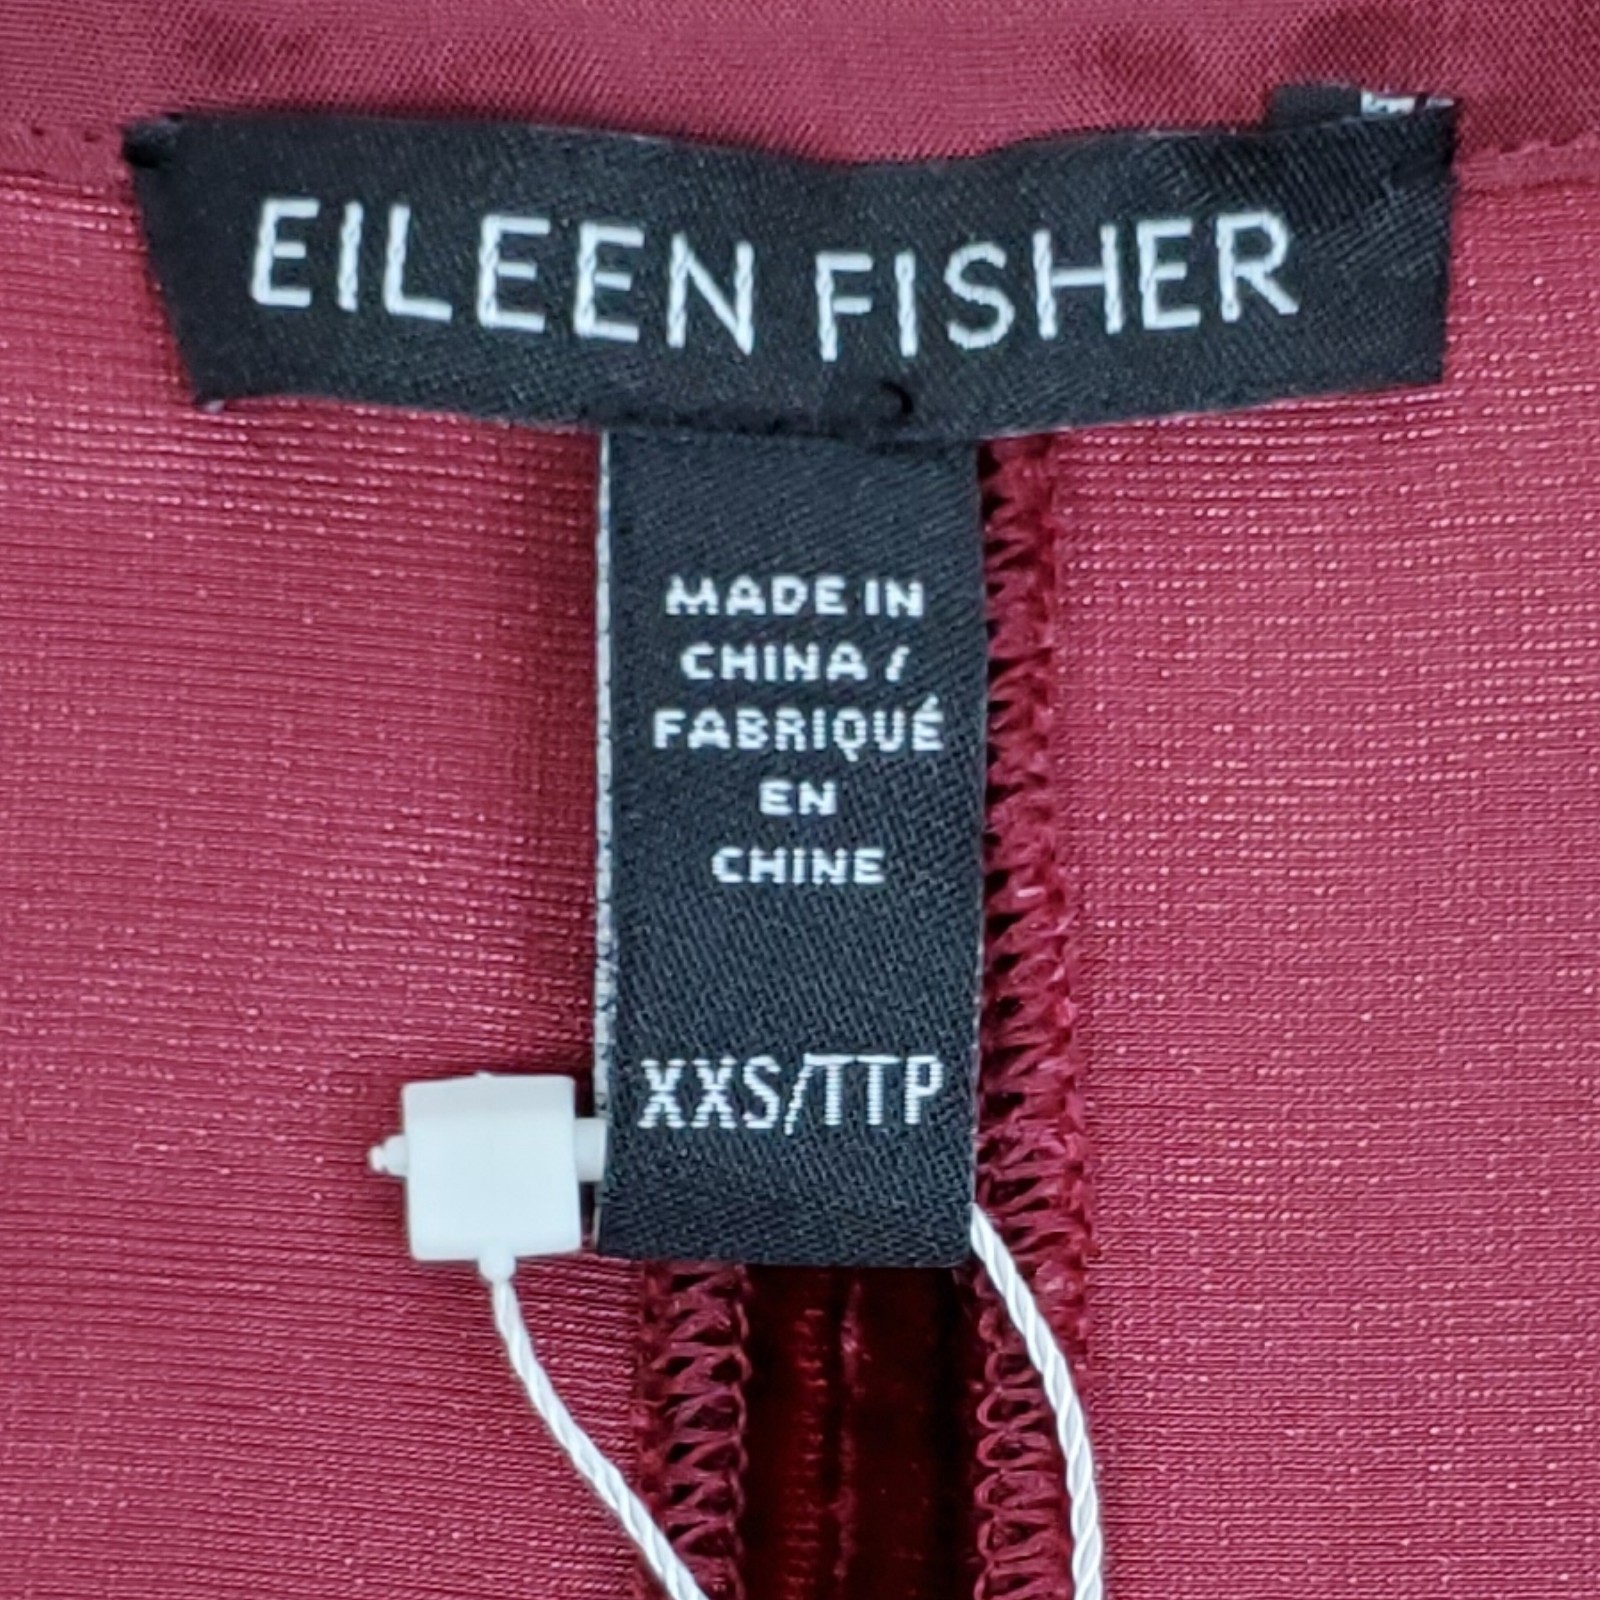 EILEEN FISHER
MADE IN
CHINA /
FABRIQUÉ
EN
CHINE
XXS/TTP